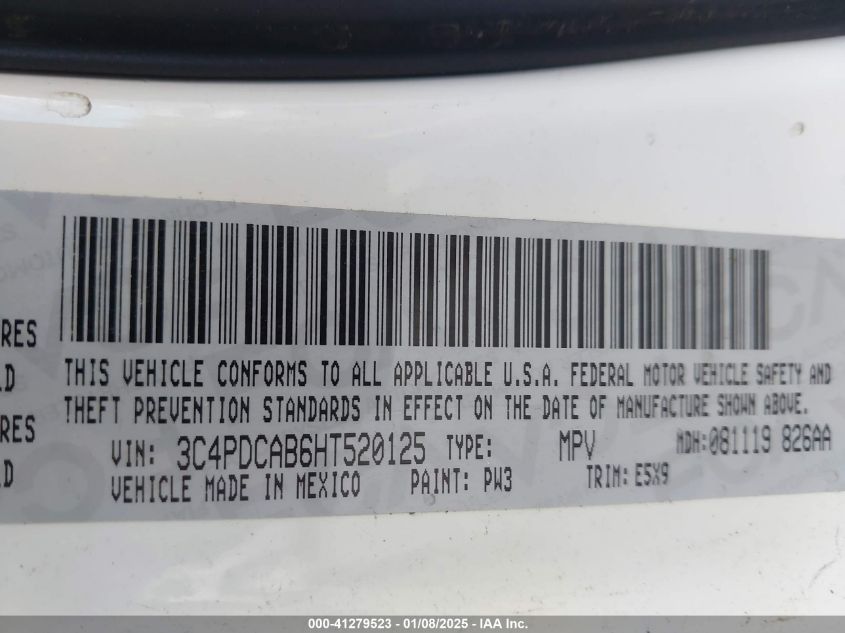 RES
LD
THIS VEHICLE CONFORMS TO ALL APPLICABLE U.S.A. FEDERAL MOTOR VEHICLE SAFETY AND
THEFT PREVENTION STANDARDS IN EFFECT ON THE DATE OF MANUFACTURE SHOWN ABOVE.
RES
LD
VIN: 3C4PDCAB6HT520125 TYPE: MPV MDH:081119 826AA
VEHICLE MADE IN MEXICO PAINT: PW3 TRIM: E5X9
000-41279523 - 01/08/2025 - IAA Inc.